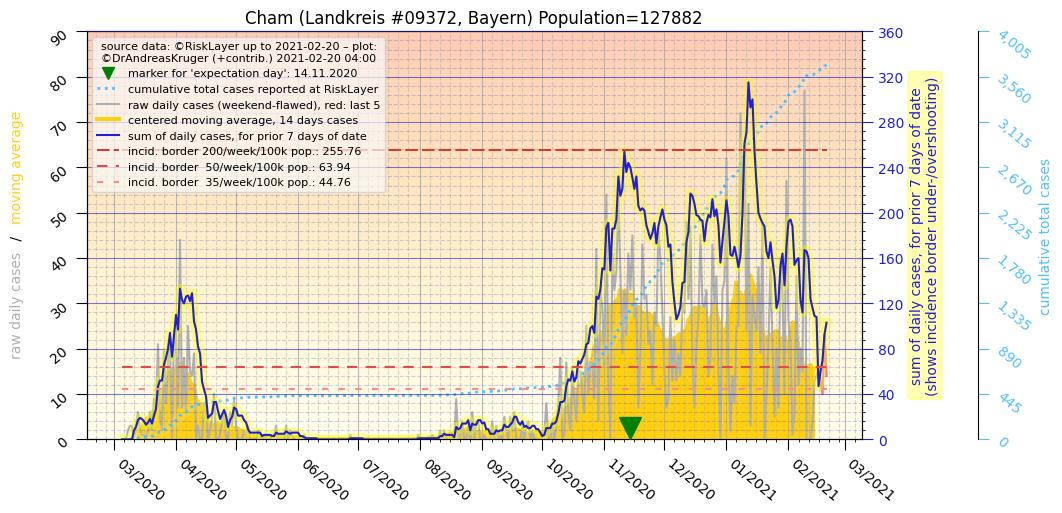 Cham (Landkreis #09372, Bayern) Population=127882
source data: ©RiskLayer up to 2021-02-20 – plot:
©DrAndreasKruger (+contrib.) 2021-02-20 04:00
marker for 'expectation day': 14.11.2020
cumulative total cases reported at RiskLayer
raw daily cases (weekend-flawed), red: last 5
centered moving average, 14 days cases
sum of daily cases, for prior 7 days of date
incid. border 200/week/100k pop.: 255.76
incid. border  50/week/100k pop.: 63.94
incid. border  35/week/100k pop.: 44.76
raw daily cases / moving average
90
80
70
60
50
40
30
20
10
0
03/2020
04/2020
05/2020
06/2020
07/2020
08/2020
09/2020
10/2020
11/2020
12/2020
01/2021
02/2021
03/2021
360
320
280
240
200
160
120
80
40
0
sum of daily cases, for prior 7 days of date
(shows incidence border under-/overshooting)
4,005
3,560
3,115
2,670
2,225
1,780
1,335
890
445
0
cumulative total cases